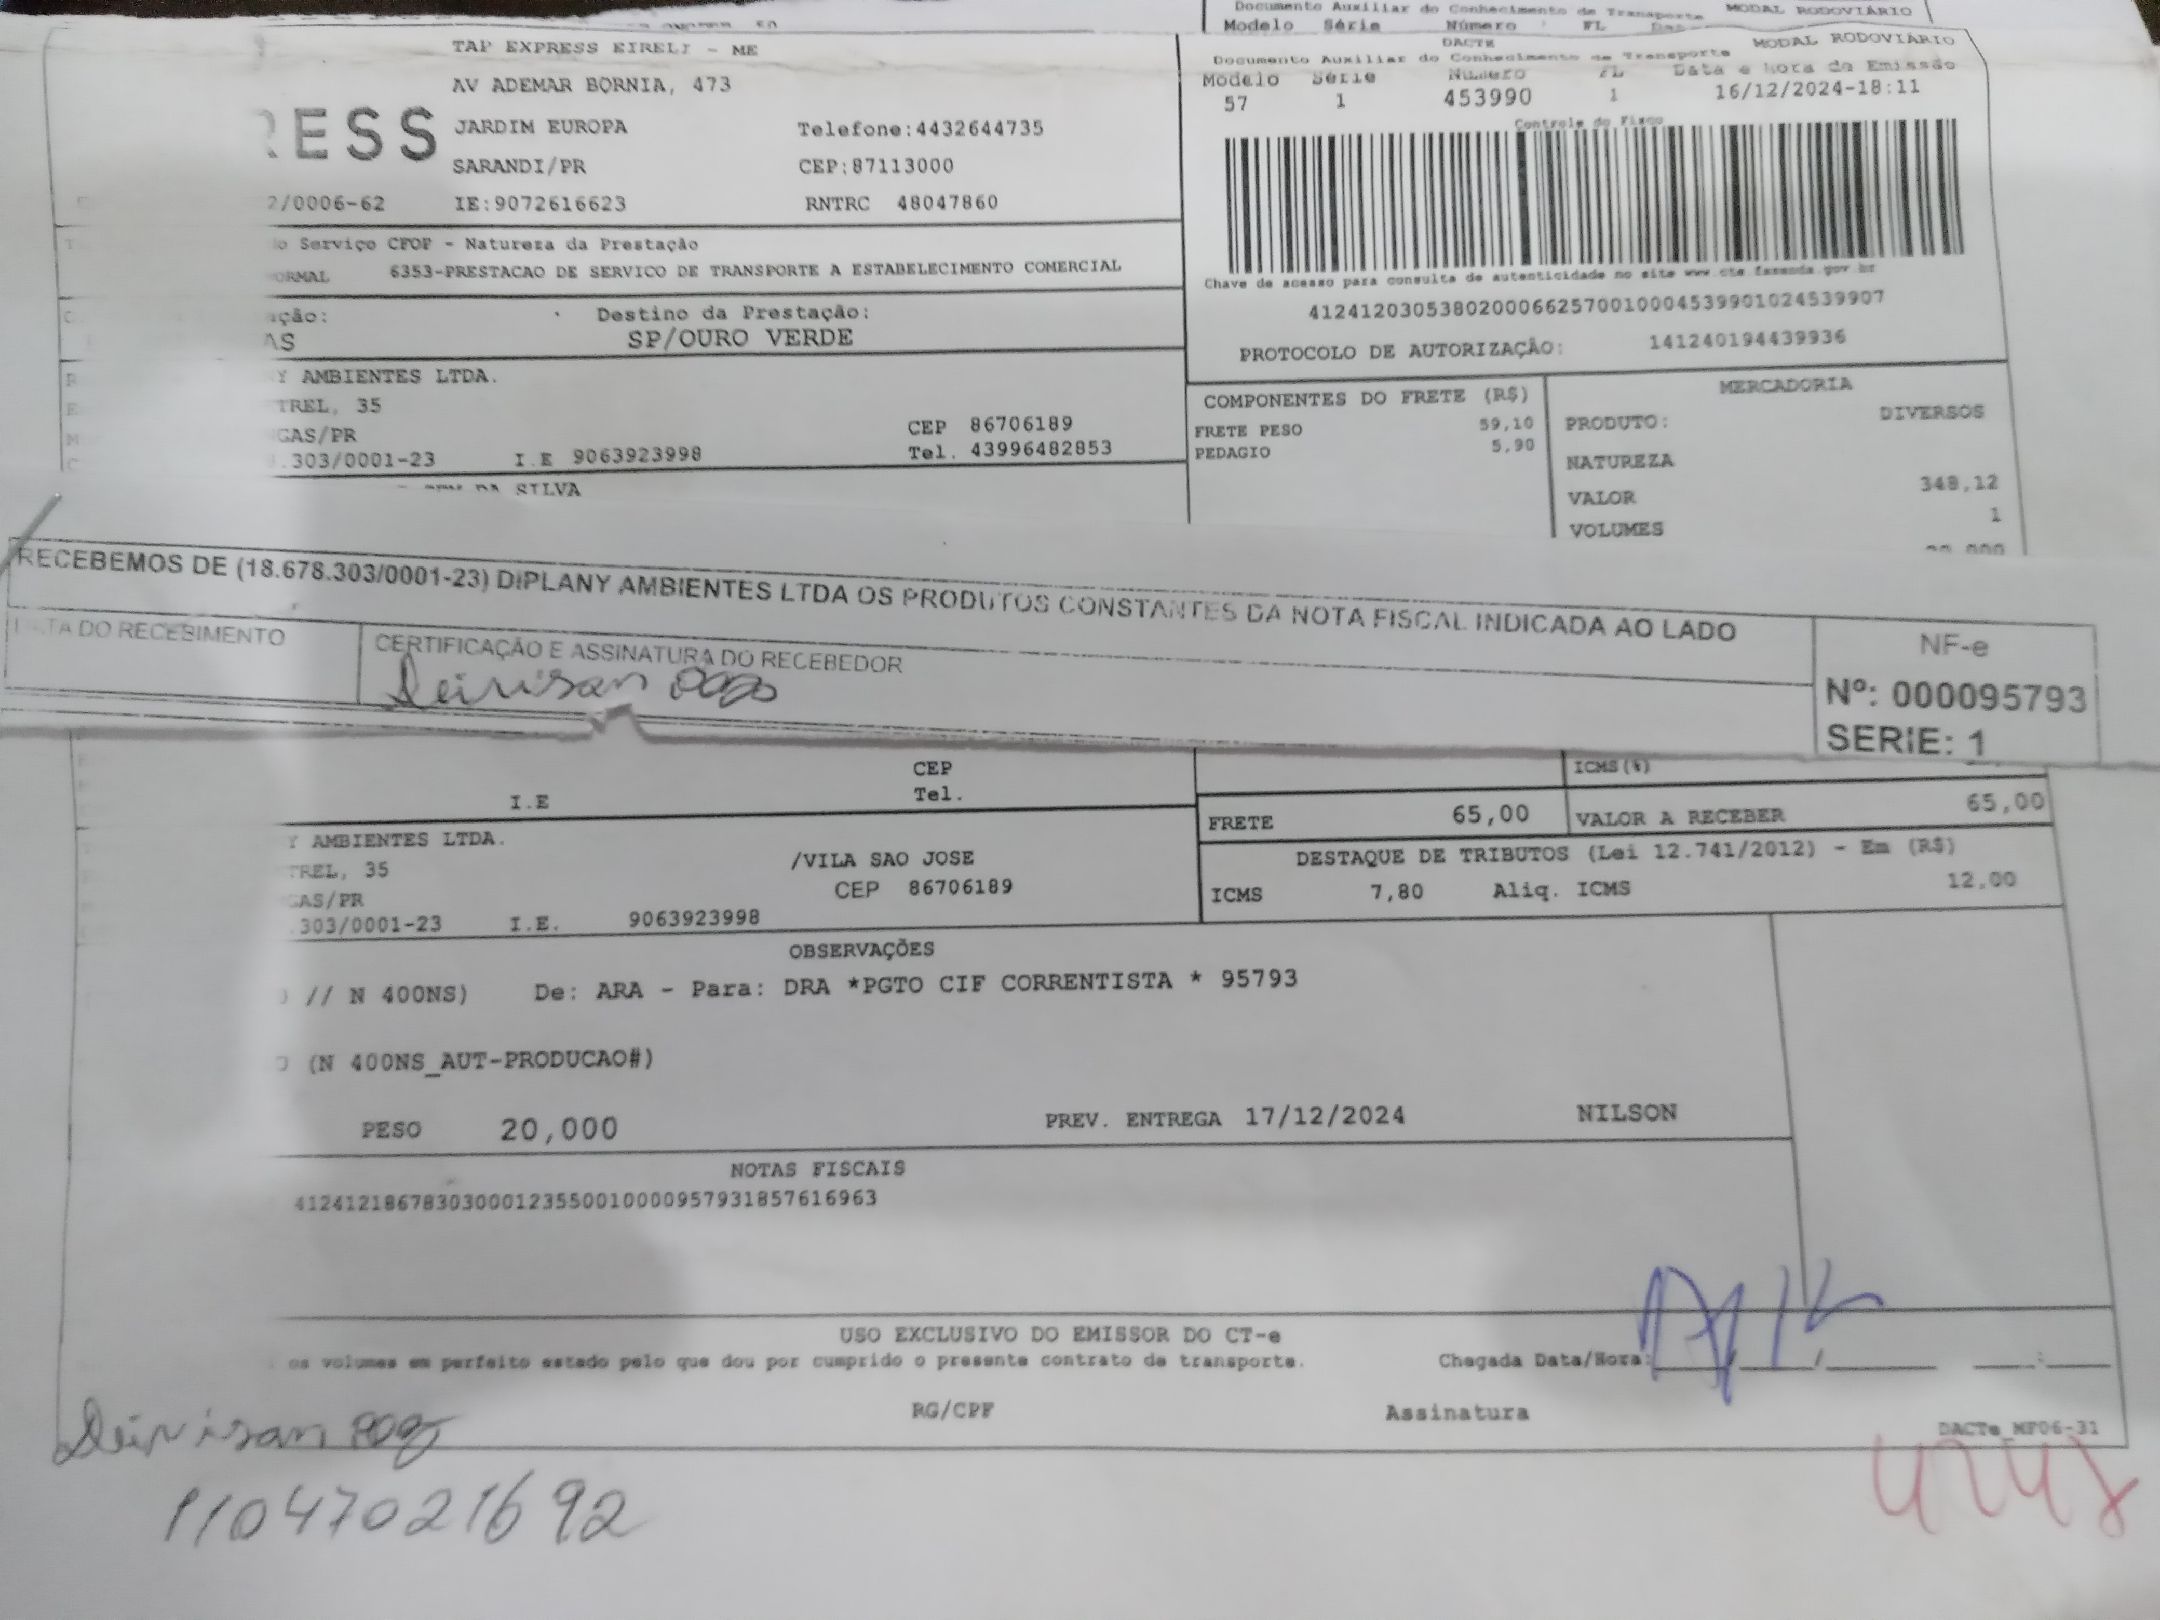 Documento Auxiliar do Conhecimento de Transporte MODAL RODOVIÁRIO
Modelo Série Número FL
TAP EXPRESS EIRELI - ME
AV ADEMAR BORNIA, 473
RESS
JARDIM EUROPA Telefone:4432644735
SARANDI/PR CEP:87113000
2/0006-62 IE:9072616623 RNTRC 48047860
DACTE MODAL RODOVIÁRIO
Documento Auxiliar do Conhecimento de Transporte
Modelo Série Número FL Data e hora da Emissão
57 1 453990 1 16/12/2024-18:11
Controle do Fisco
Chave de acesso para consulta de autenticidade no site www.cte.fazenda.gov.br
41241203053802000662570010004539901024539907
PROTOCOLO DE AUTORIZAÇÃO: 141240194439936
do Serviço CFOP - Natureza da Prestação
ORMAL 6353-PRESTACAO DE SERVICO DE TRANSPORTE A ESTABELECIMENTO COMERCIAL
ação: Destino da Prestação:
AS SP/OURO VERDE
Y AMBIENTES LTDA.
TREL, 35
GAS/PR CEP 86706189
.303/0001-23 I.E 9063923998 Tel. 43996482853
DA SILVA
COMPONENTES DO FRETE (R$)
FRETE PESO 59,10
PEDAGIO 5,90
MERCADORIA
PRODUTO: DIVERSOS
NATUREZA
VALOR 348,12
VOLUMES 1
RECEBEMOS DE (18.678.303/0001-23) DIPLANY AMBIENTES LTDA OS PRODUTOS CONSTANTES DA NOTA FISCAL INDICADA AO LADO
DATA DO RECEBIMENTO
CERTIFICAÇÃO E ASSINATURA DO RECEBEDOR
NF-e
Nº: 000095793
SERIE: 1
CEP
I.E Tel.
ICMS(%)
FRETE 65,00 VALOR A RECEBER 65,00
DESTAQUE DE TRIBUTOS (Lei 12.741/2012) - Em (R$)
ICMS 7,80 Aliq. ICMS 12,00
Y AMBIENTES LTDA.
TREL, 35 /VILA SAO JOSE
GAS/PR CEP 86706189
.303/0001-23 I.E. 9063923998
OBSERVAÇÕES
// N 400NS) De: ARA - Para: DRA *PGTO CIF CORRENTISTA * 95793
(N 400NS_AUT-PRODUCAO#)
PESO 20,000 PREV. ENTREGA 17/12/2024 NILSON
NOTAS FISCAIS
41241218678303000123550010000957931857616963
USO EXCLUSIVO DO EMISSOR DO CT-e
os volumes em perfeito estado pelo que dou por cumprido o presente contrato de transporte. Chegada Data/Hora:
RG/CPF Assinatura
DACTe_MF06-31
11047021692